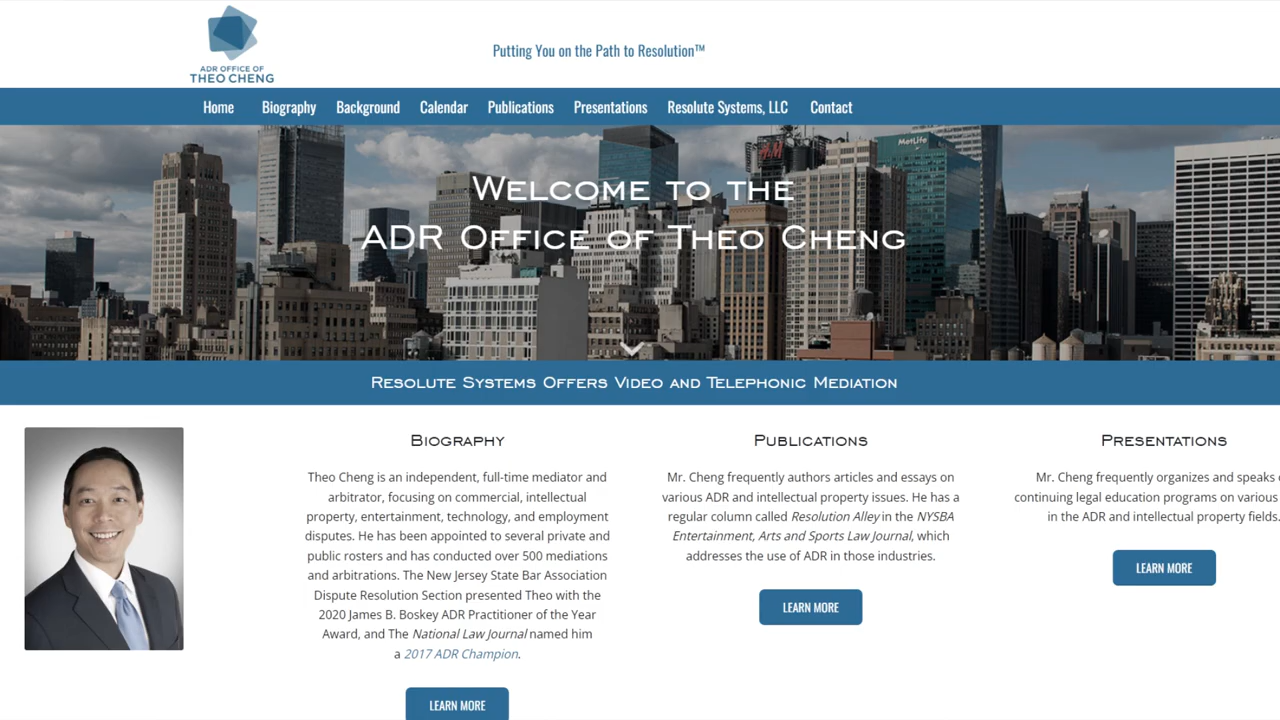 ADR OFFICE OF
THEO CHENG
Putting You on the Path to Resolution™
Home Biography Background Calendar Publications Presentations Resolute Systems, LLC Contact
H&M
MetLife
Welcome to the
ADR Office of Theo Cheng
Resolute Systems Offers Video and Telephonic Mediation
Biography
Theo Cheng is an independent, full-time mediator and
arbitrator, focusing on commercial, intellectual
property, entertainment, technology, and employment
disputes. He has been appointed to several private and
public rosters and has conducted over 500 mediations
and arbitrations. The New Jersey State Bar Association
Dispute Resolution Section presented Theo with the
2020 James B. Boskey ADR Practitioner of the Year
Award, and The National Law Journal named him
a 2017 ADR Champion.
LEARN MORE
Publications
Mr. Cheng frequently authors articles and essays on
various ADR and intellectual property issues. He has a
regular column called Resolution Alley in the NYSBA
Entertainment, Arts and Sports Law Journal, which
addresses the use of ADR in those industries.
LEARN MORE
Presentations
Mr. Cheng frequently organizes and speaks
continuing legal education programs on various
in the ADR and intellectual property fields.
LEARN MORE